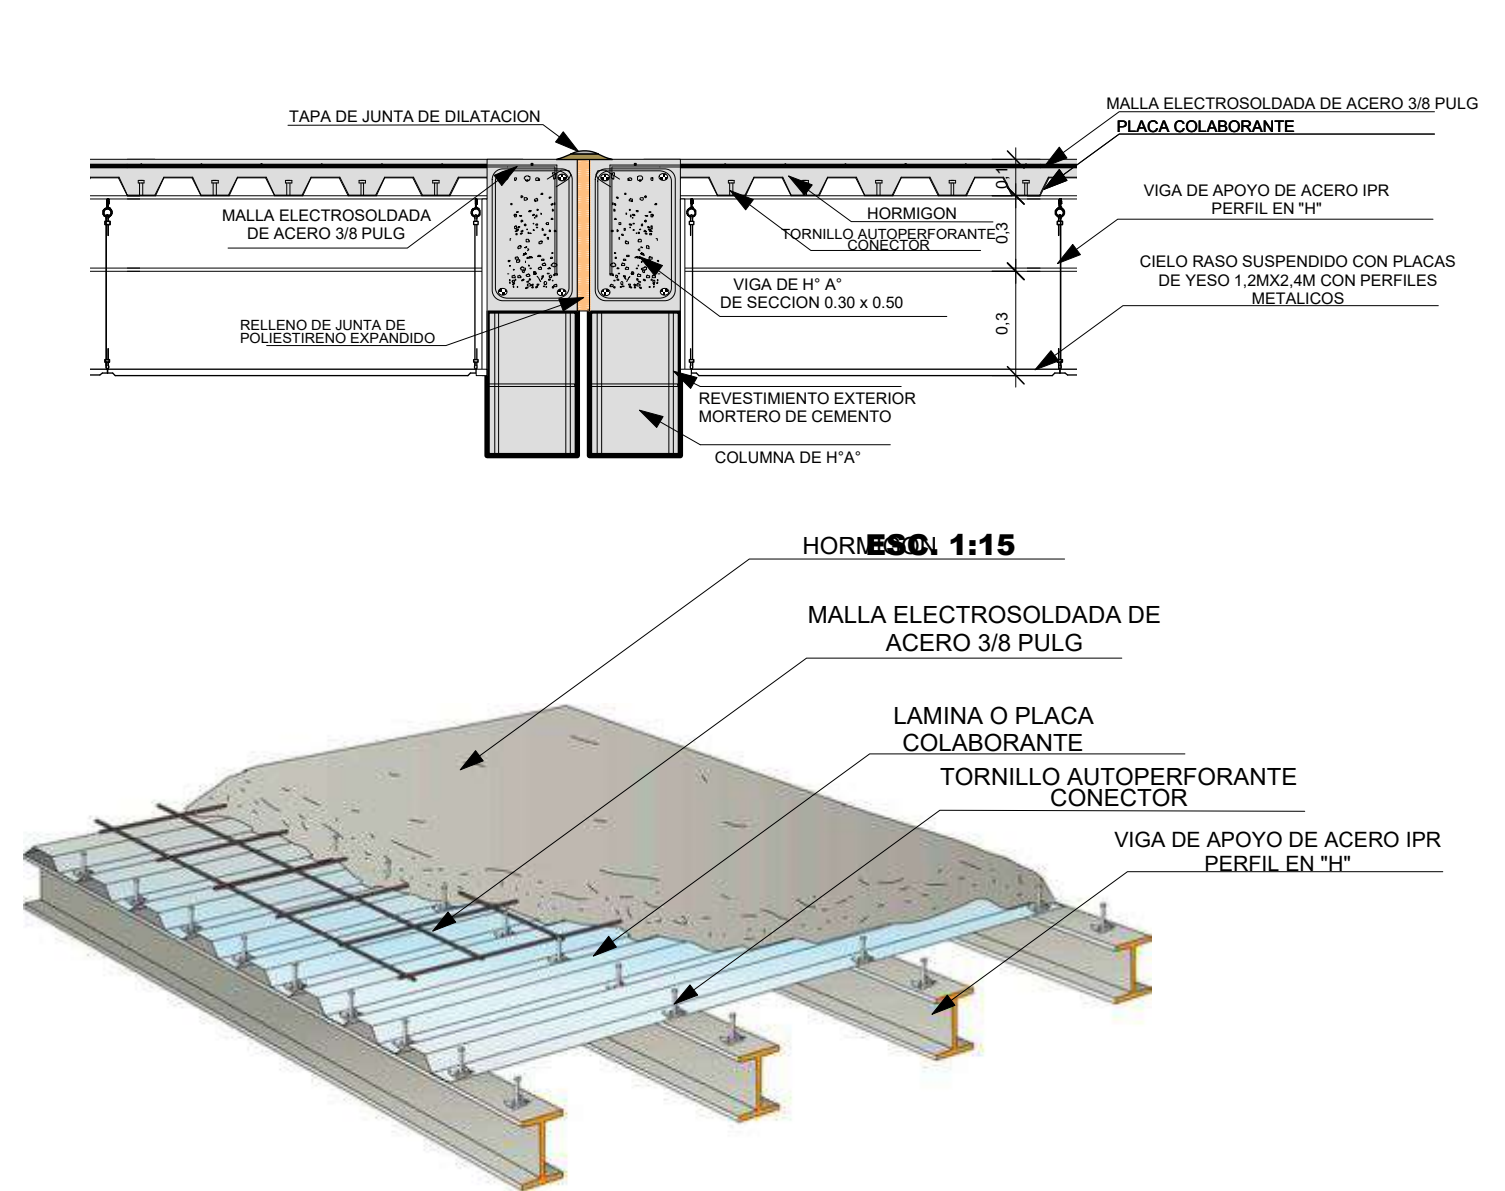 TAPA DE JUNTA DE DILATACION
MALLA ELECTROSOLDADA DE ACERO 3/8 PULG
PLACA COLABORANTE
0,1
VIGA DE APOYO DE ACERO IPR
PERFIL EN "H"
MALLA ELECTROSOLDADA
DE ACERO 3/8 PULG
HORMIGON
TORNILLO AUTOPERFORANTE
CONECTOR
0,3
CIELO RASO SUSPENDIDO CON PLACAS
DE YESO 1,2MX2,4M CON PERFILES
METALICOS
VIGA DE H° A°
DE SECCION 0.30 x 0.50
RELLENO DE JUNTA DE
POLIESTIRENO EXPANDIDO
0,3
REVESTIMIENTO EXTERIOR
MORTERO DE CEMENTO
COLUMNA DE H°A°
HORMIGON
ESC. 1:15
MALLA ELECTROSOLDADA DE
ACERO 3/8 PULG
LAMINA O PLACA
COLABORANTE
TORNILLO AUTOPERFORANTE
CONECTOR
VIGA DE APOYO DE ACERO IPR
PERFIL EN "H"